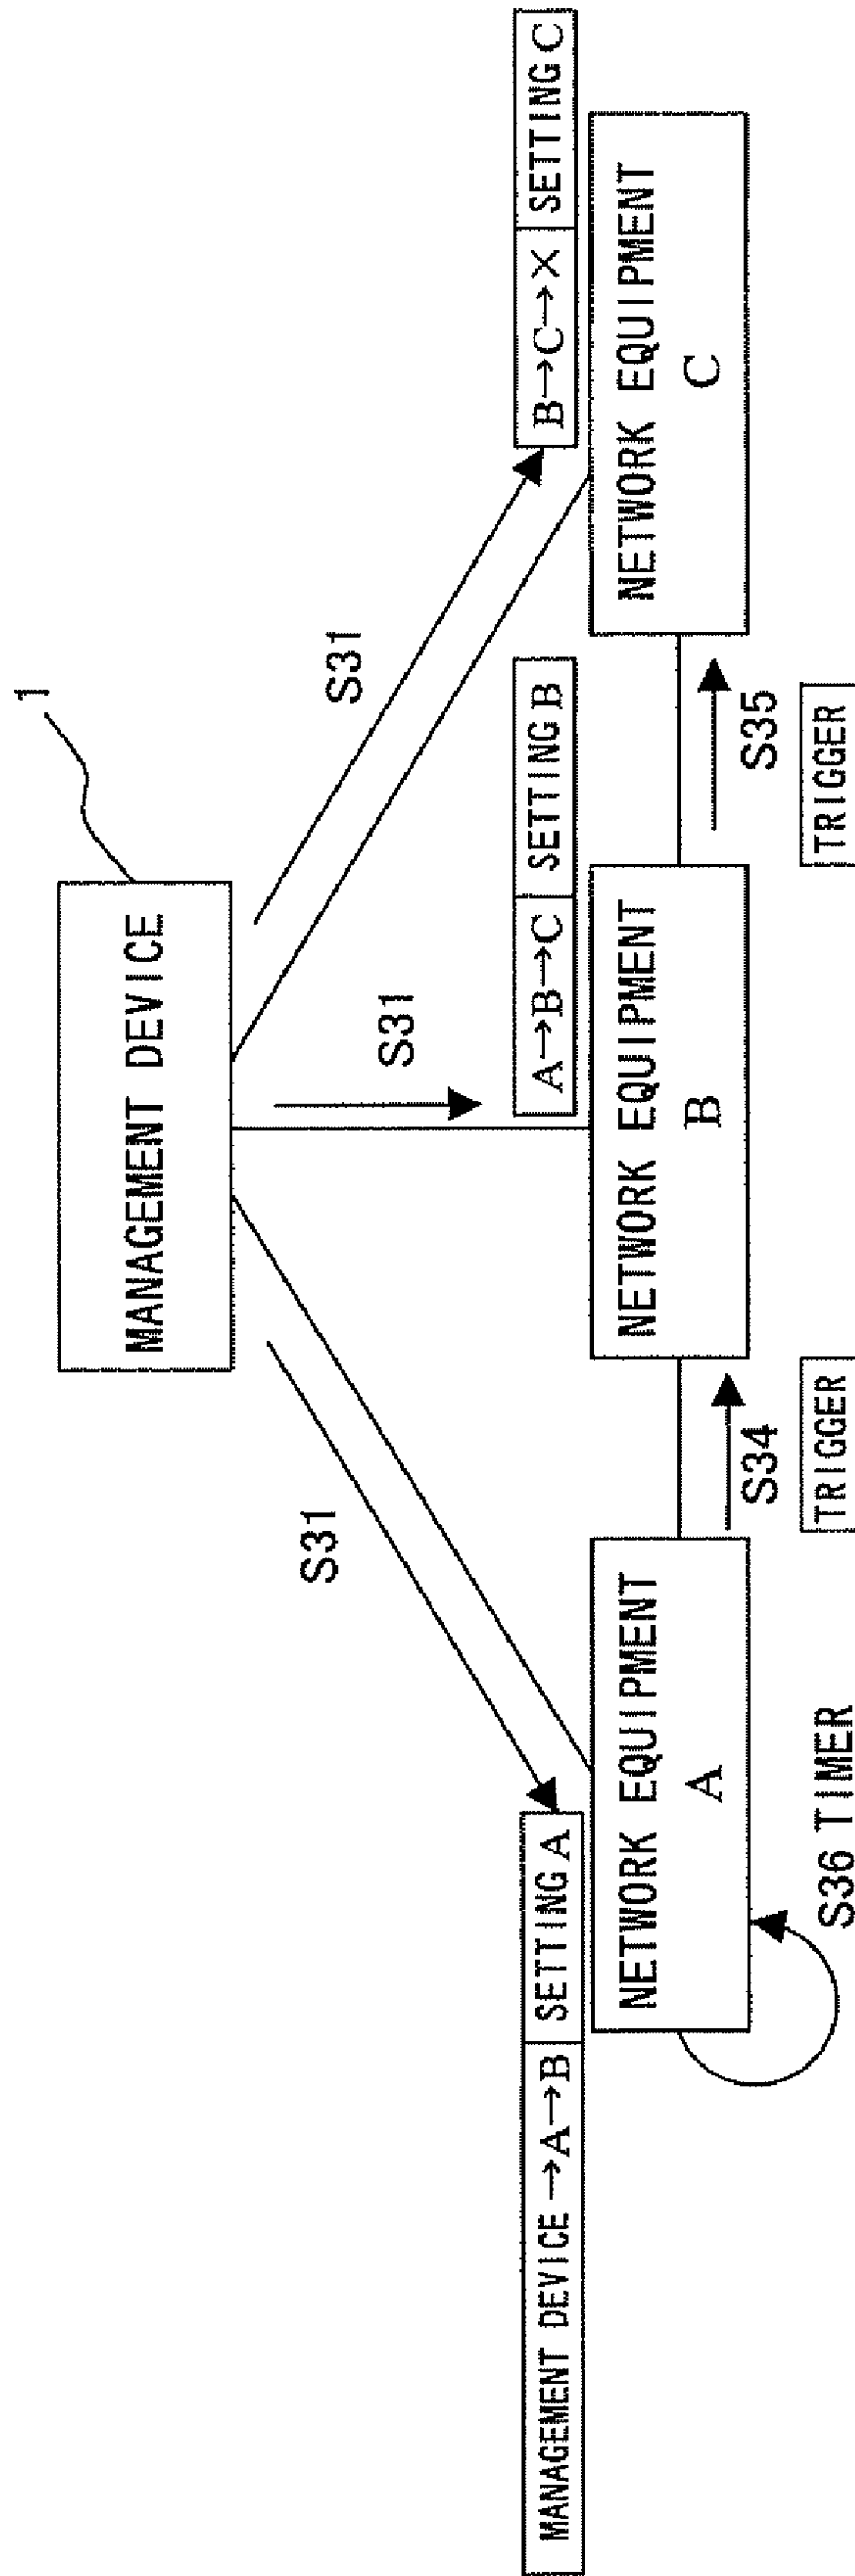 1
MANAGEMENT DEVICE
S31
S31
S31
MANAGEMENT DEVICE→A→B SETTING A
A→B→C SETTING B
B→C→X SETTING C
NETWORK EQUIPMENT
A
NETWORK EQUIPMENT
B
NETWORK EQUIPMENT
C
S36 TIMER
S34
TRIGGER
S35
TRIGGER